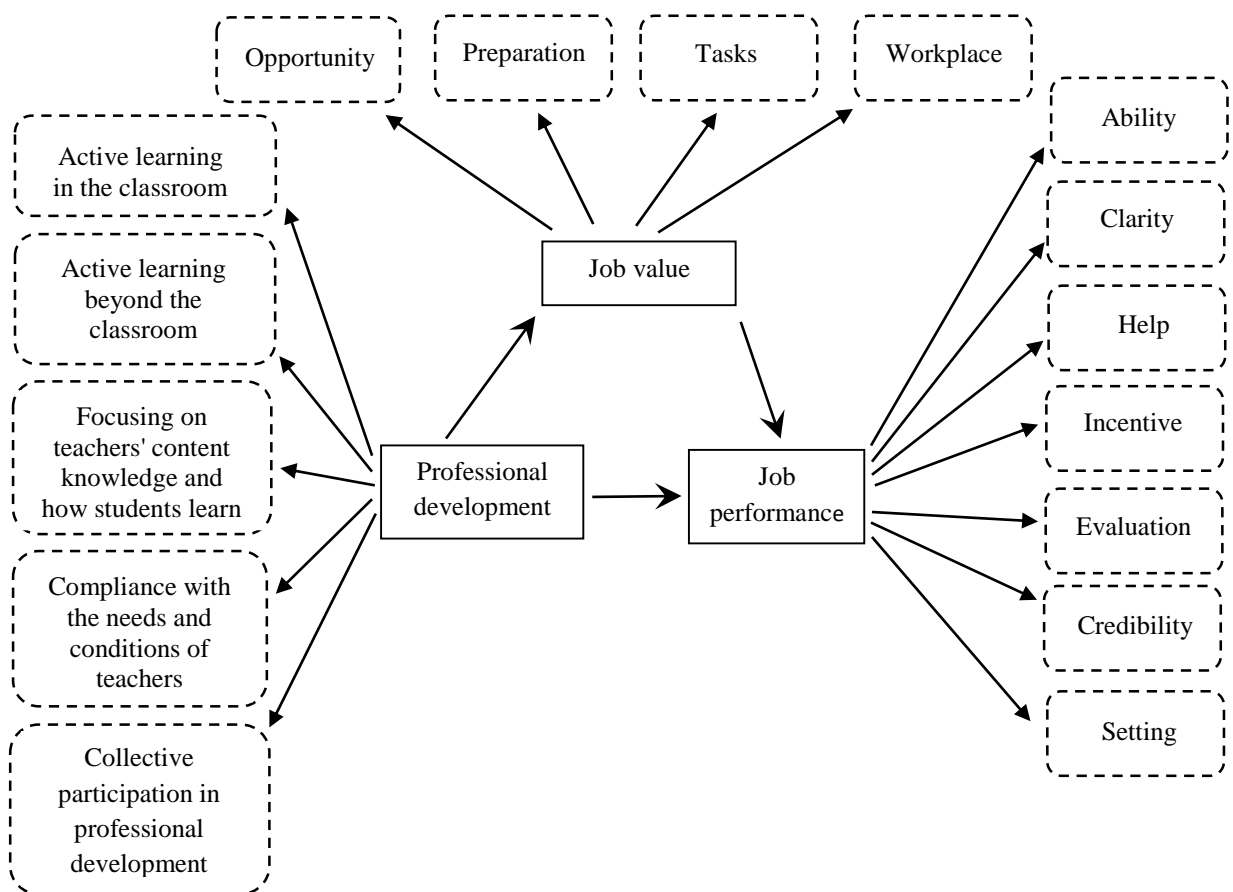 Opportunity
Preparation
Tasks
Workplace
Ability
Active learning
in the classroom
Clarity
Active learning
beyond the
classroom
Job value
Help
Focusing on
teachers' content
knowledge and
how students learn
Incentive
Professional
development
Job
performance
Evaluation
Compliance with
the needs and
conditions of
teachers
Credibility
Setting
Collective
participation in
professional
development